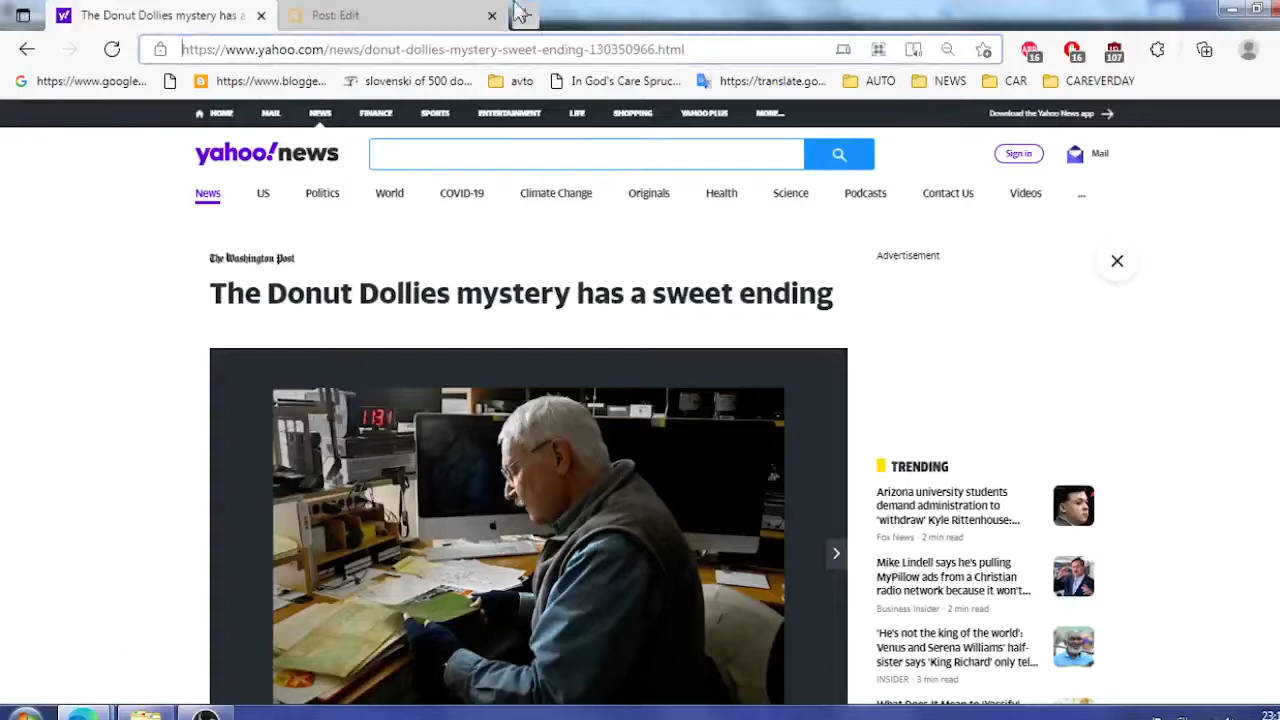 The Donut Dollies mystery has a
Post: Edit
https://www.yahoo.com/news/donut-dollies-mystery-sweet-ending-130350966.html
16
16
107
https://www.google...
https://www.blogge...
slovenski of 500 Go...
avto
In God's Care Spruc...
https://translate.go...
AUTO
NEWS
CAR
CAREVERDAY
HOME
MAIL
NEWS
FINANCE
SPORTS
ENTERTAINMENT
LIFE
SHOPPING
YAHOO PLUS
MORE...
Download the Yahoo News app
yahoo!news
Sign in
Mail
News
US
Politics
World
COVID-19
Climate Change
Originals
Health
Science
Podcasts
Contact Us
Videos
...
The Washington Post
Advertisement
The Donut Dollies mystery has a sweet ending
11:31
TRENDING
Arizona university students
demand administration to
'withdraw' Kyle Rittenhouse:...
Fox News · 2 min read
Mike Lindell says he's pulling
MyPillow ads from a Christian
radio network because it won't...
Business Insider · 2 min read
'He's not the king of the world':
Venus and Serena Williams' half-
sister says 'King Richard' only tel...
INSIDER · 3 min read